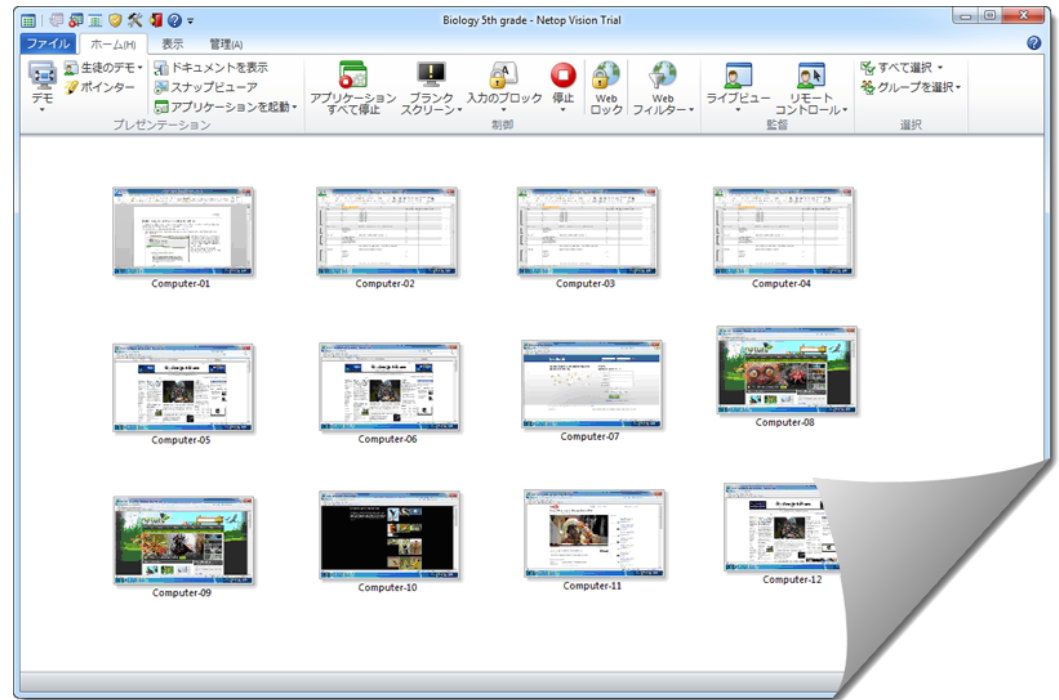 Biology 5th grade - Netop Vision Trial
ファイル ホーム(H) 表示 管理(A)
デモ
生徒のデモ
ポインター
ドキュメントを表示
スナップビューア
アプリケーションを起動
プレゼンテーション
アプリケーション
すべて停止
ブランク
スクリーン
入力のブロック
停止
Web
ロック
Web
フィルター
制御
ライブビュー
リモート
コントロール
監督
すべて選択
グループを選択
選択
Computer-01 Computer-02 Computer-03 Computer-04
Computer-05 Computer-06 Computer-07 Computer-08
Computer-09 Computer-10 Computer-11 Computer-12